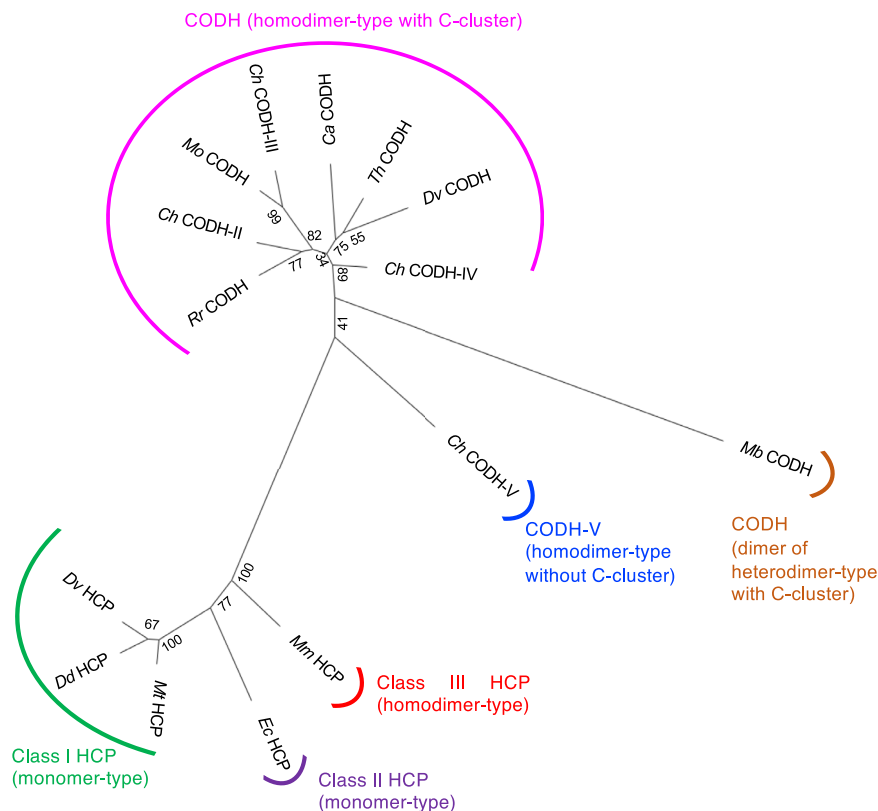 CODH (homodimer-type with C-cluster)
Ch CODH-III
Ca CODH
Mo CODH
Th CODH
Dv CODH
Ch CODH-II
Rr CODH
Ch CODH-IV
99
82
77
34
75
55
68
41
Mb CODH
Ch CODH-V
CODH-V
(homodimer-type
without C-cluster)
CODH
(dimer of
heterodimer-type
with C-cluster)
100
77
67
100
Dv HCP
Dd HCP
Mt HCP
Mm HCP
Ec HCP
Class III HCP
(homodimer-type)
Class I HCP
(monomer-type)
Class II HCP
(monomer-type)